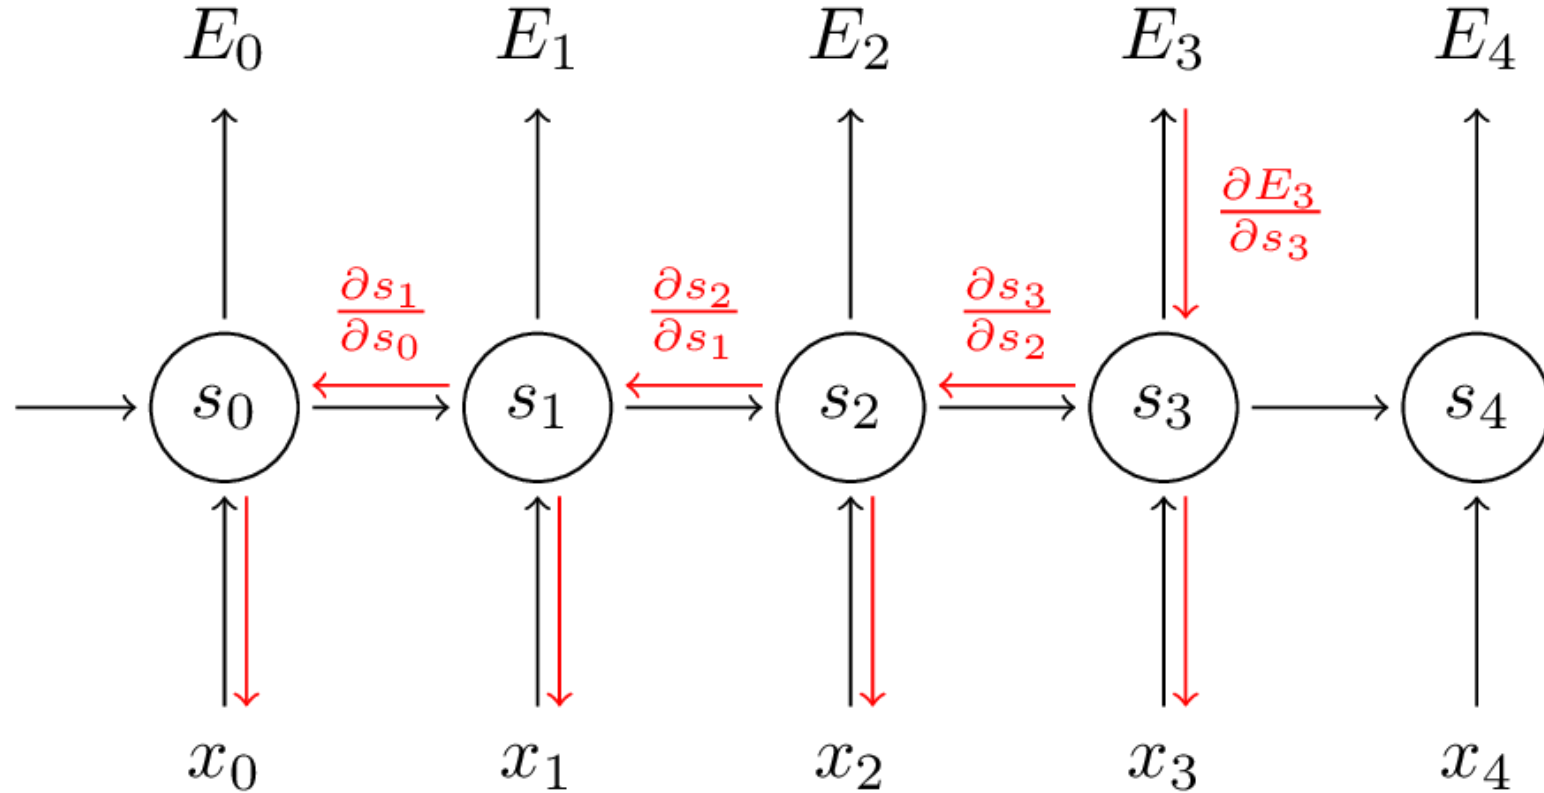 E₀ E₁ E₂ E₃ E₄
∂E₃/∂s₃
∂s₁/∂s₀ ∂s₂/∂s₁ ∂s₃/∂s₂
s₀ s₁ s₂ s₃ s₄
x₀ x₁ x₂ x₃ x₄